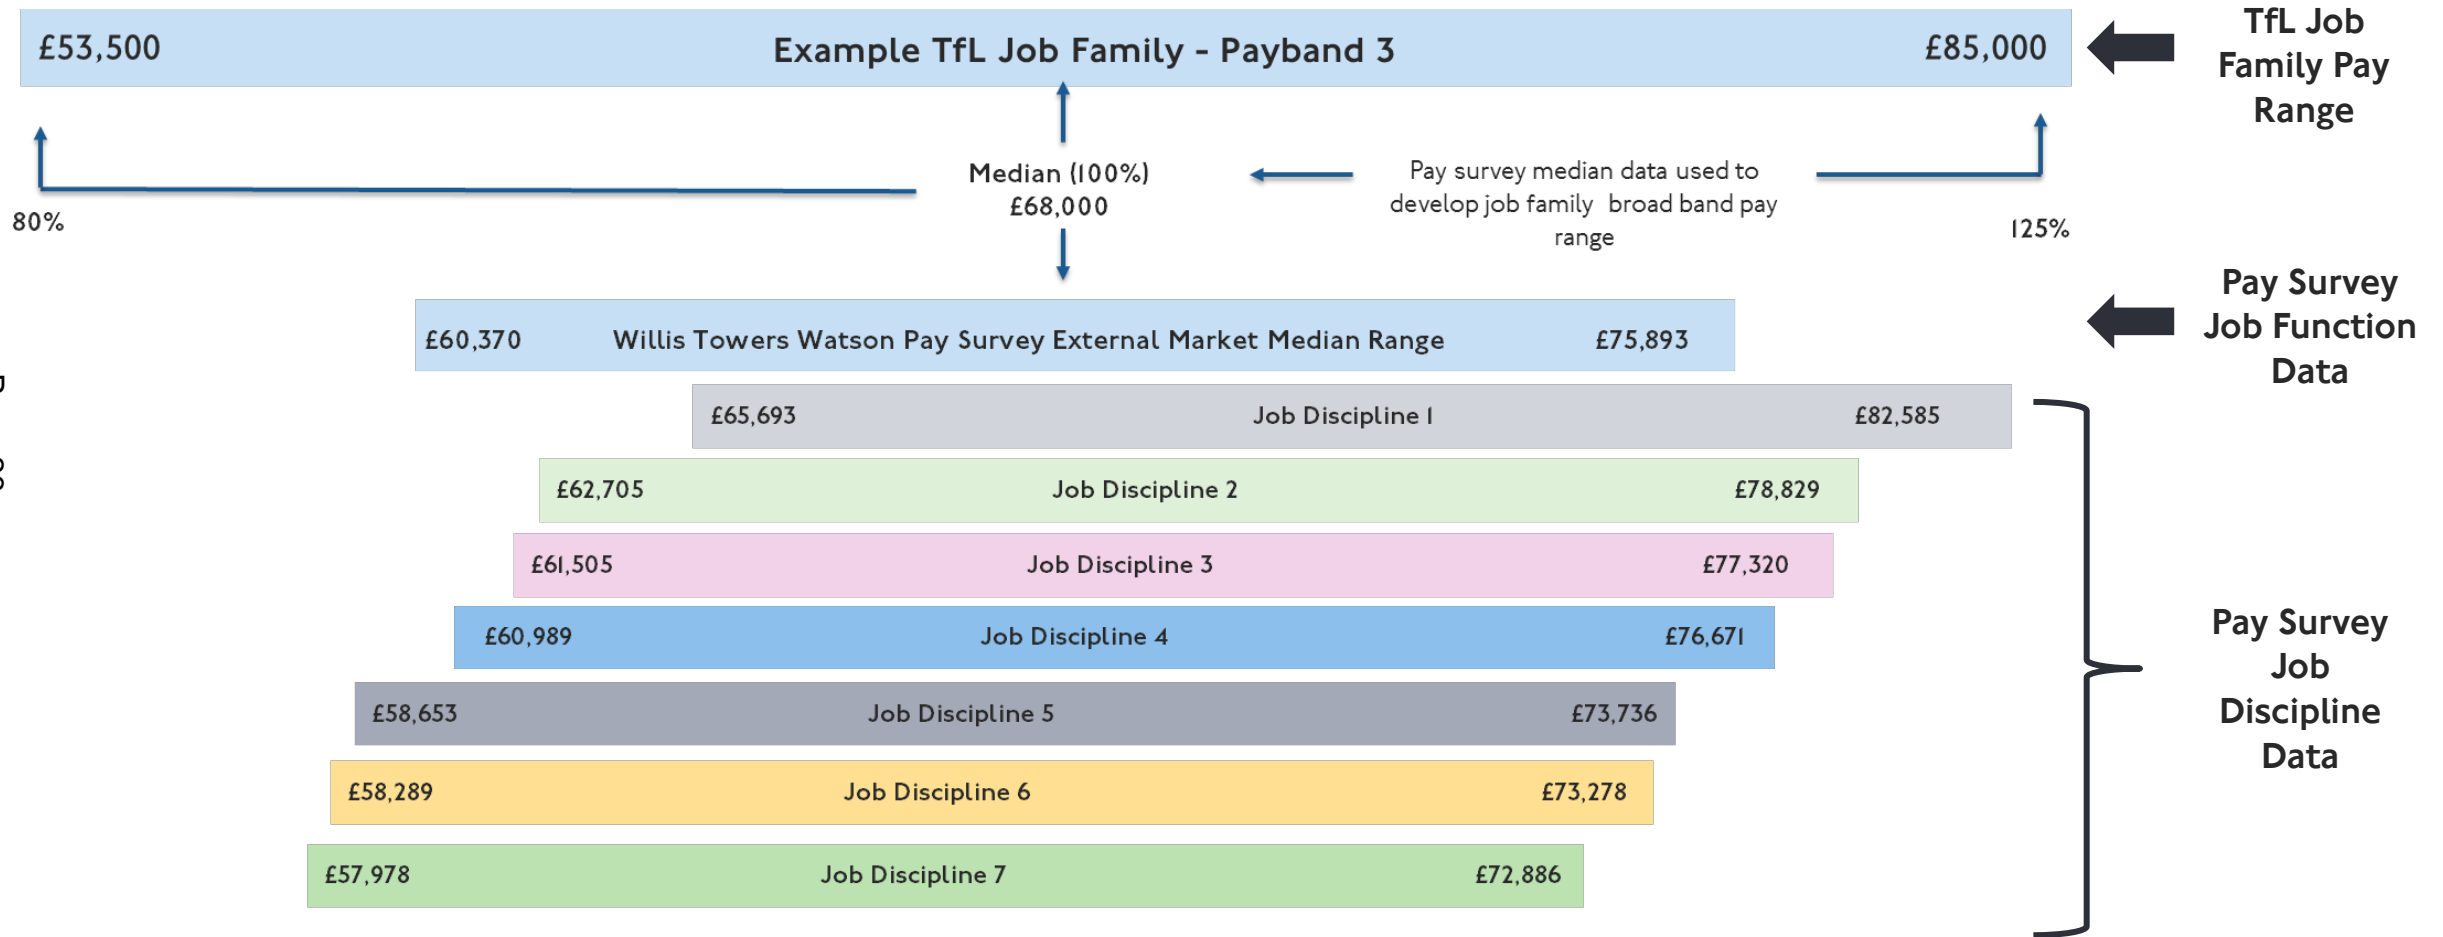 £53,500
Example TfL Job Family - Payband 3
£85,000
TfL Job
Family Pay
Range
Median (100%)
£68,000
Pay survey median data used to
develop job family broad band pay
range
80%
125%
Pay Survey
Job Function
Data
£60,370
Willis Towers Watson Pay Survey External Market Median Range
£75,893
£65,693
Job Discipline 1
£82,585
£62,705
Job Discipline 2
£78,829
£61,505
Job Discipline 3
£77,320
£60,989
Job Discipline 4
£76,671
£58,653
Job Discipline 5
£73,736
£58,289
Job Discipline 6
£73,278
£57,978
Job Discipline 7
£72,886
Pay Survey
Job
Discipline
Data